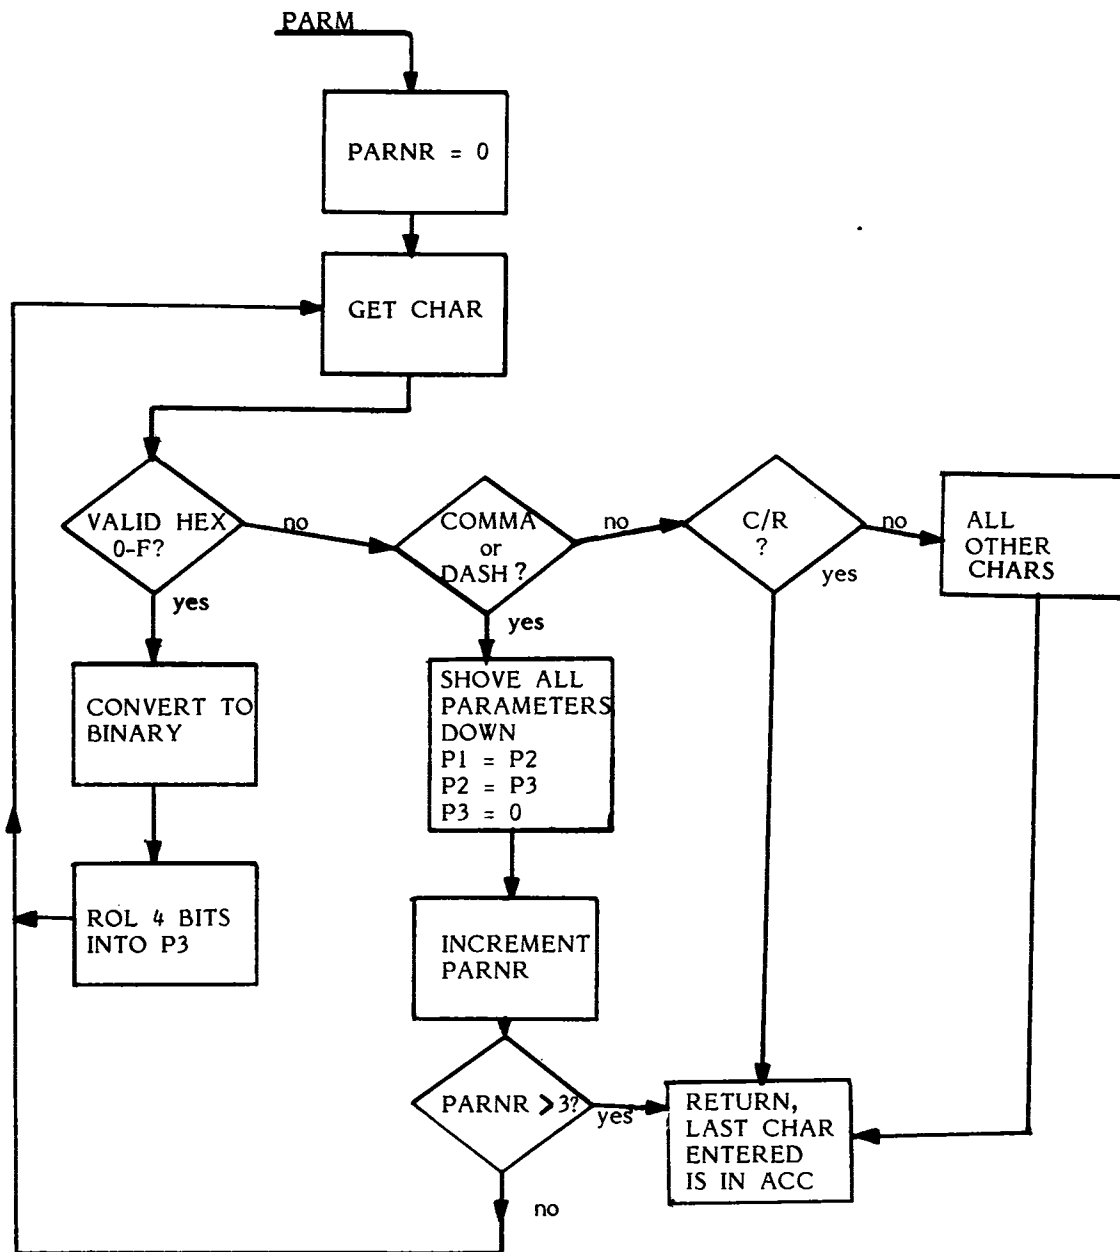 PARM
PARNR = 0
GET CHAR
VALID HEX
0-F?
no
yes
COMMA
or
DASH ?
no
yes
C/R
?
no
yes
ALL
OTHER
CHARS
CONVERT TO
BINARY
SHOVE ALL
PARAMETERS
DOWN
P1 = P2
P2 = P3
P3 = 0
ROL 4 BITS
INTO P3
INCREMENT
PARNR
PARNR > 3?
yes
no
RETURN,
LAST CHAR
ENTERED
IS IN ACC